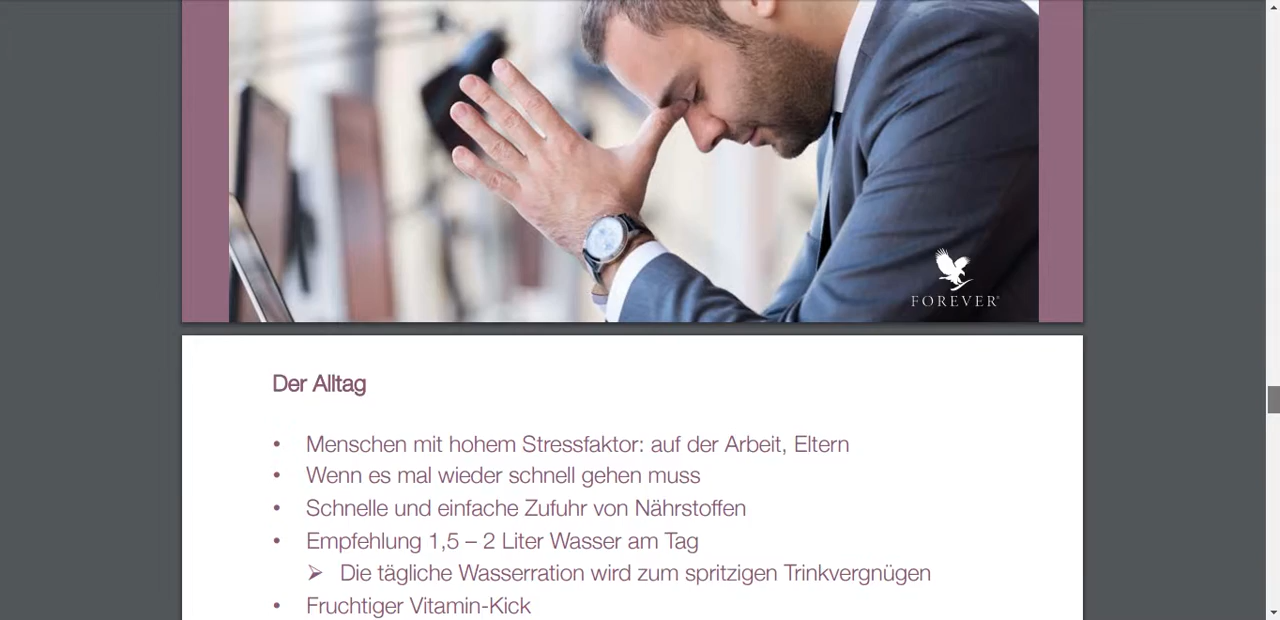 FOREVER®
Der Alltag
• Menschen mit hohem Stressfaktor: auf der Arbeit, Eltern
• Wenn es mal wieder schnell gehen muss
• Schnelle und einfache Zufuhr von Nährstoffen
• Empfehlung 1,5 – 2 Liter Wasser am Tag
➢ Die tägliche Wasserration wird zum spritzigen Trinkvergnügen
• Fruchtiger Vitamin-Kick